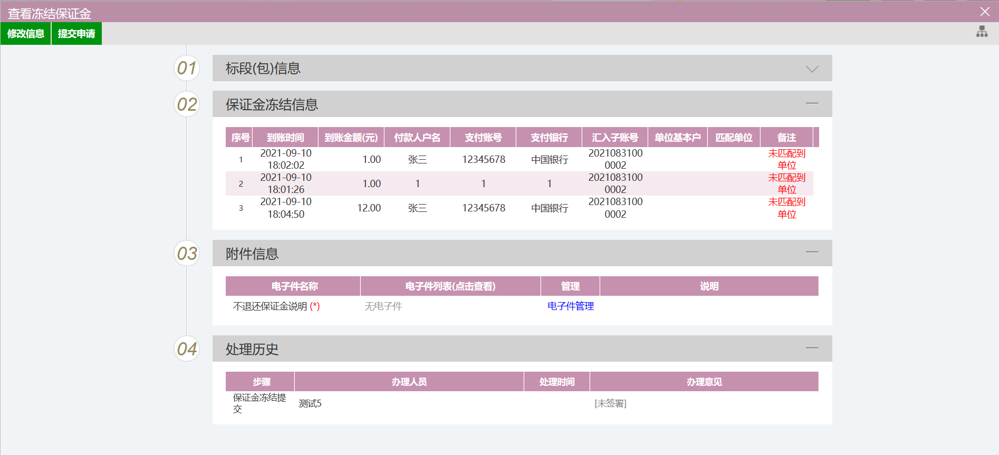 查看冻结保证金
修改信息 提交申请
01 标段(包)信息
02 保证金冻结信息
序号 到账时间 到账金额(元) 付款人户名 支付账号 支付银行 汇入子账号 单位基本户 匹配单位 备注
1 2021-09-10 18:02:02 1.00 张三 12345678 中国银行 2021083100 0002 未匹配到 单位
2 2021-09-10 18:01:26 1.00 1 1 1 2021083100 0002 未匹配到 单位
3 2021-09-10 18:04:50 12.00 张三 12345678 中国银行 2021083100 0002 未匹配到 单位
03 附件信息
电子件名称 电子件列表(点击查看) 管理 说明
不退还保证金说明 (*) 无电子件 电子件管理
04 处理历史
步骤 办理人员 处理时间 办理意见
保证金冻结提交 测试5 [未签署]